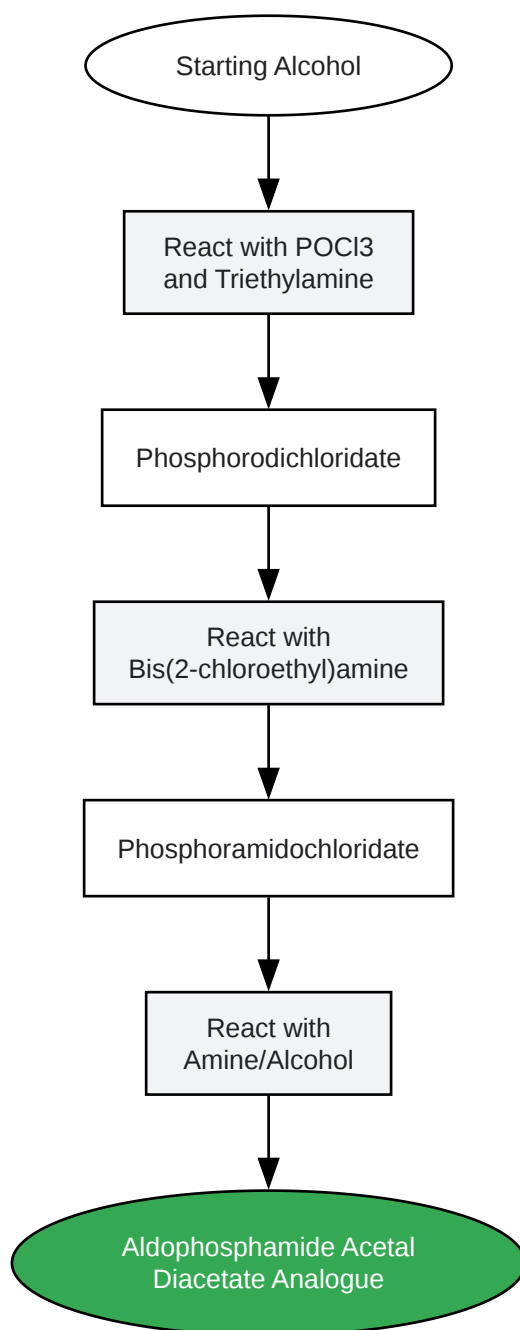 Starting Alcohol
React with POCl3
and Triethylamine
Phosphorodichloridate
React with
Bis(2-chloroethyl)amine
Phosphoramidochloridate
React with
Amine/Alcohol
Aldophosphamide Acetal
Diacetate Analogue